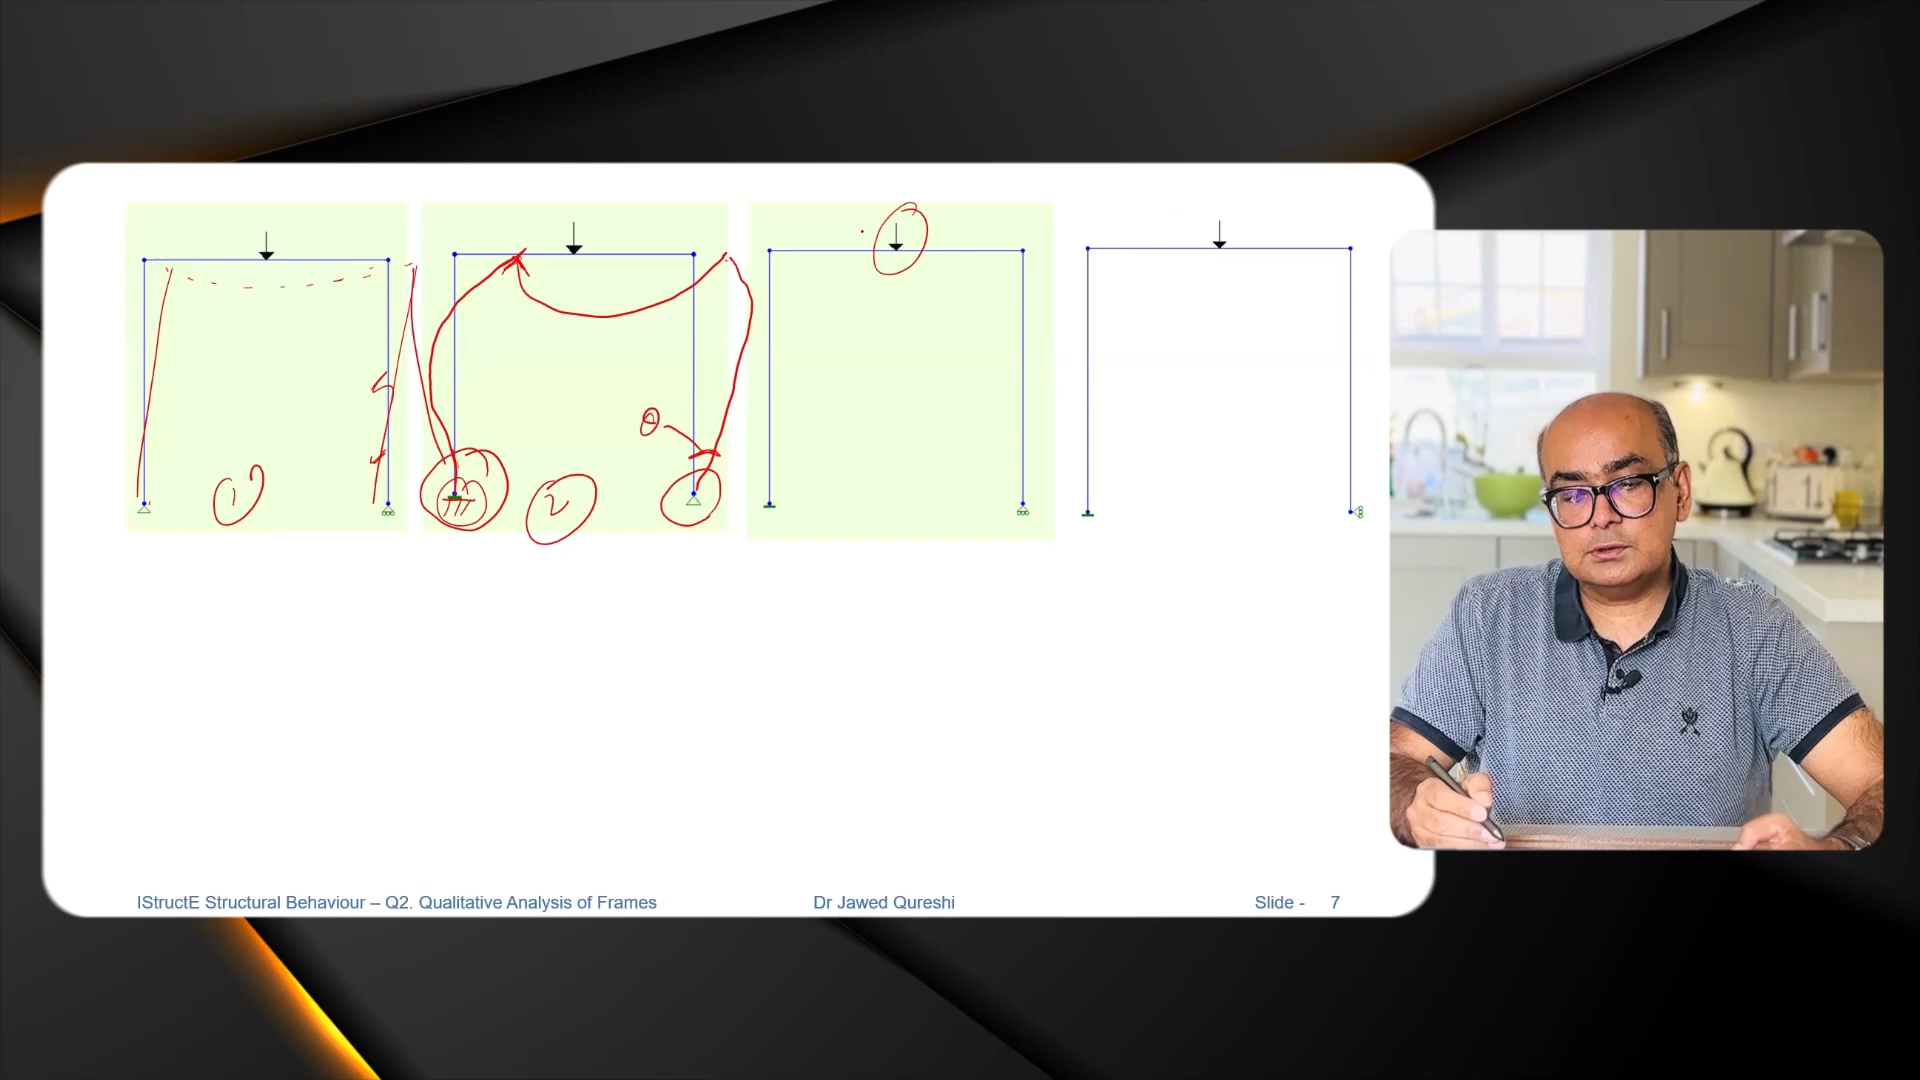 1
2
θ
IStructE Structural Behaviour – Q2. Qualitative Analysis of Frames
Dr Jawed Qureshi
Slide - 7